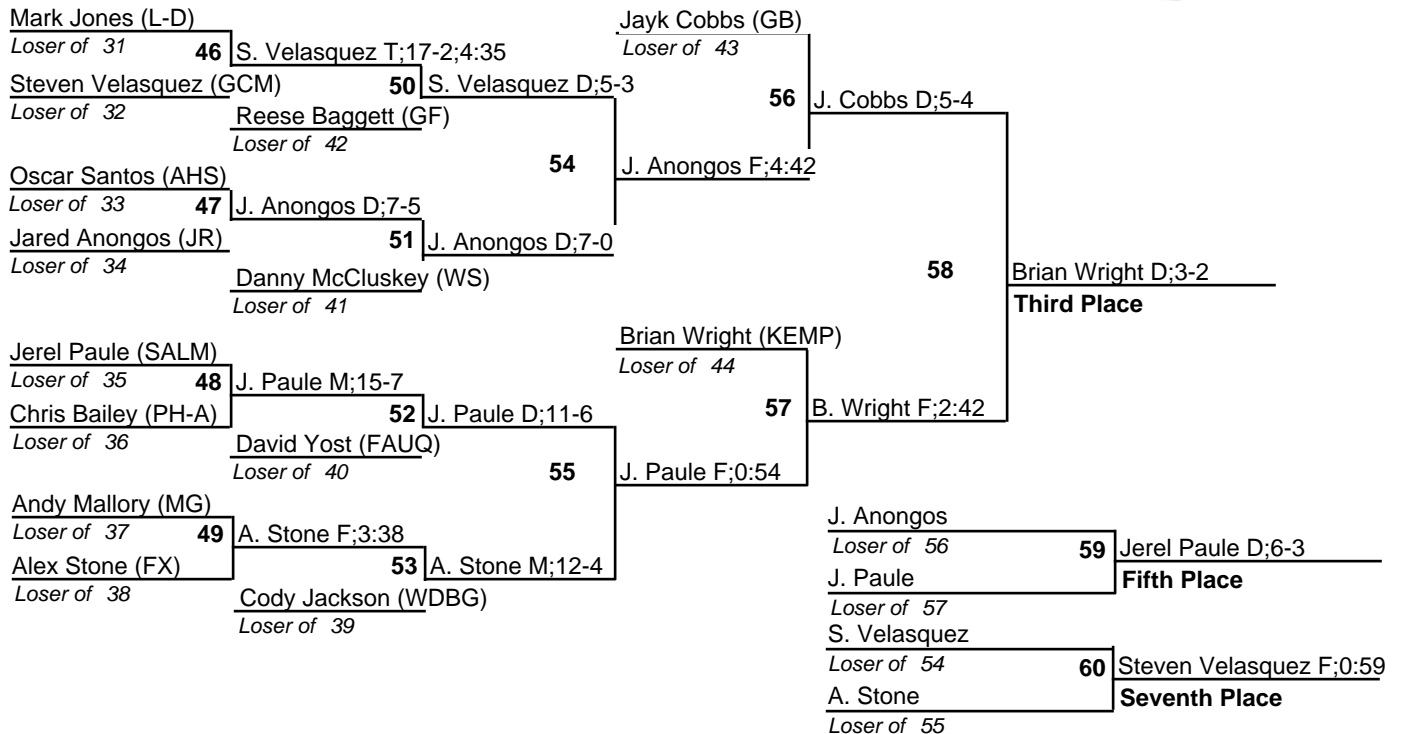 Mark Jones (L-D)
Loser of 31
46
S. Velasquez T;17-2;4:35
Steven Velasquez (GCM)
Loser of 32
50
S. Velasquez D;5-3
Reese Baggett (GF)
Loser of 42
54
Oscar Santos (AHS)
Loser of 33
47
J. Anongos D;7-5
Jared Anongos (JR)
Loser of 34
51
J. Anongos D;7-0
Danny McCluskey (WS)
Loser of 41
Jayk Cobbs (GB)
Loser of 43
56
J. Cobbs D;5-4
J. Anongos F;4:42
58
Brian Wright D;3-2
Third Place
Jerel Paule (SALM)
Loser of 35
48
J. Paule M;15-7
Chris Bailey (PH-A)
Loser of 36
52
J. Paule D;11-6
David Yost (FAUQ)
Loser of 40
55
Andy Mallory (MG)
Loser of 37
49
A. Stone F;3:38
Alex Stone (FX)
Loser of 38
53
A. Stone M;12-4
Cody Jackson (WDBG)
Loser of 39
Brian Wright (KEMP)
Loser of 44
57
B. Wright F;2:42
J. Paule F;0:54
J. Anongos
Loser of 56
59
Jerel Paule D;6-3
Fifth Place
J. Paule
Loser of 57
S. Velasquez
Loser of 54
60
Steven Velasquez F;0:59
Seventh Place
A. Stone
Loser of 55